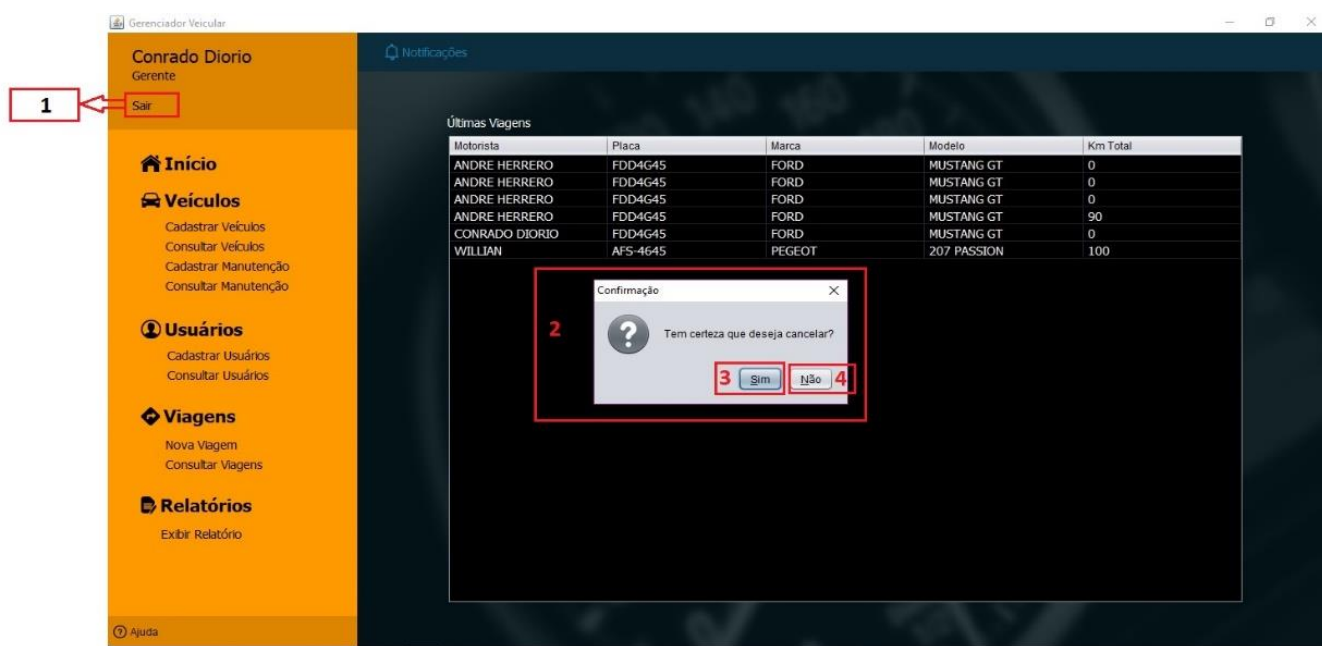 Gerenciador Veicular
Conrado Diorio
Gerente
1
Sair
Início
Veículos
Cadastrar Veículos
Consultar Veículos
Cadastrar Manutenção
Consultar Manutenção
Usuários
Cadastrar Usuários
Consultar Usuários
Viagens
Nova Viagem
Consultar Viagens
Relatórios
Exibir Relatório
Ajuda
Notificações
Últimas Viagens
Motorista Placa Marca Modelo Km Total
ANDRE HERRERO FDD4G45 FORD MUSTANG GT 0
ANDRE HERRERO FDD4G45 FORD MUSTANG GT 0
ANDRE HERRERO FDD4G45 FORD MUSTANG GT 0
ANDRE HERRERO FDD4G45 FORD MUSTANG GT 90
CONRADO DIORIO FDD4G45 FORD MUSTANG GT 0
WILLIAN AFS-4645 PEGEOT 207 PASSION 100
Confirmação
2
Tem certeza que deseja cancelar?
3 Sim Não 4
140 160